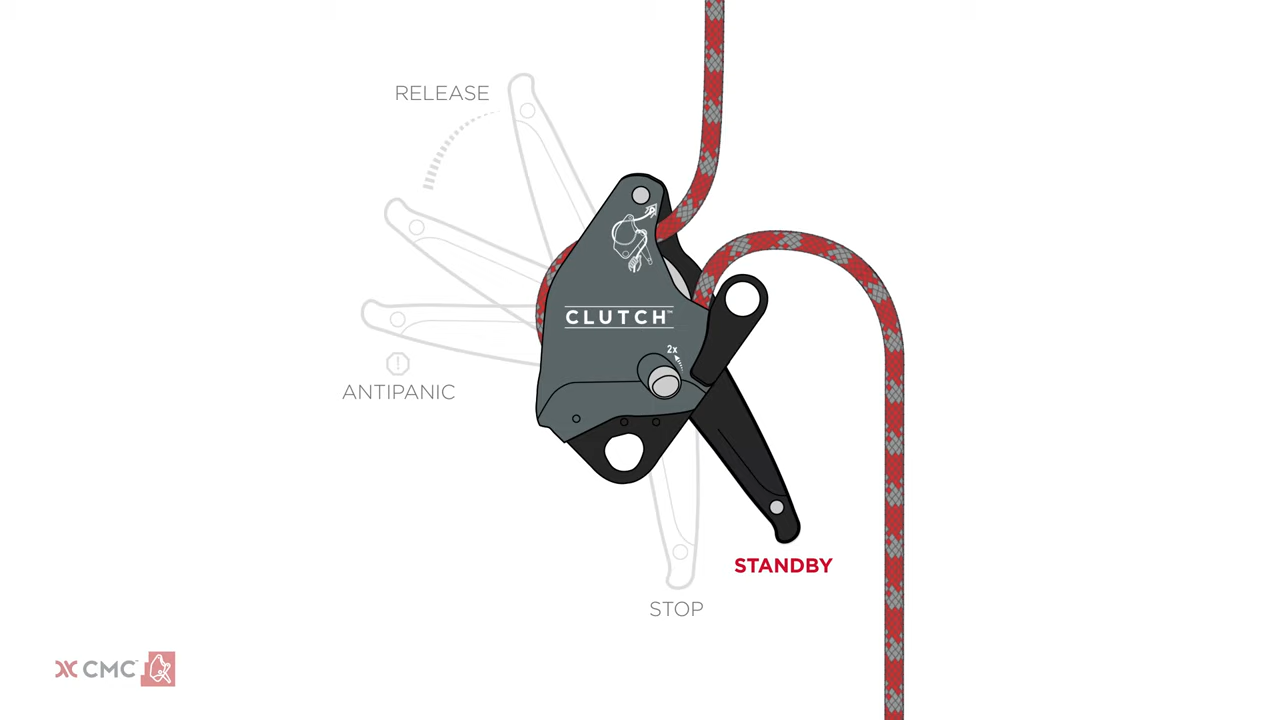 RELEASE
CLUTCH™
2x
ANTIPANIC
STANDBY
STOP
CMC